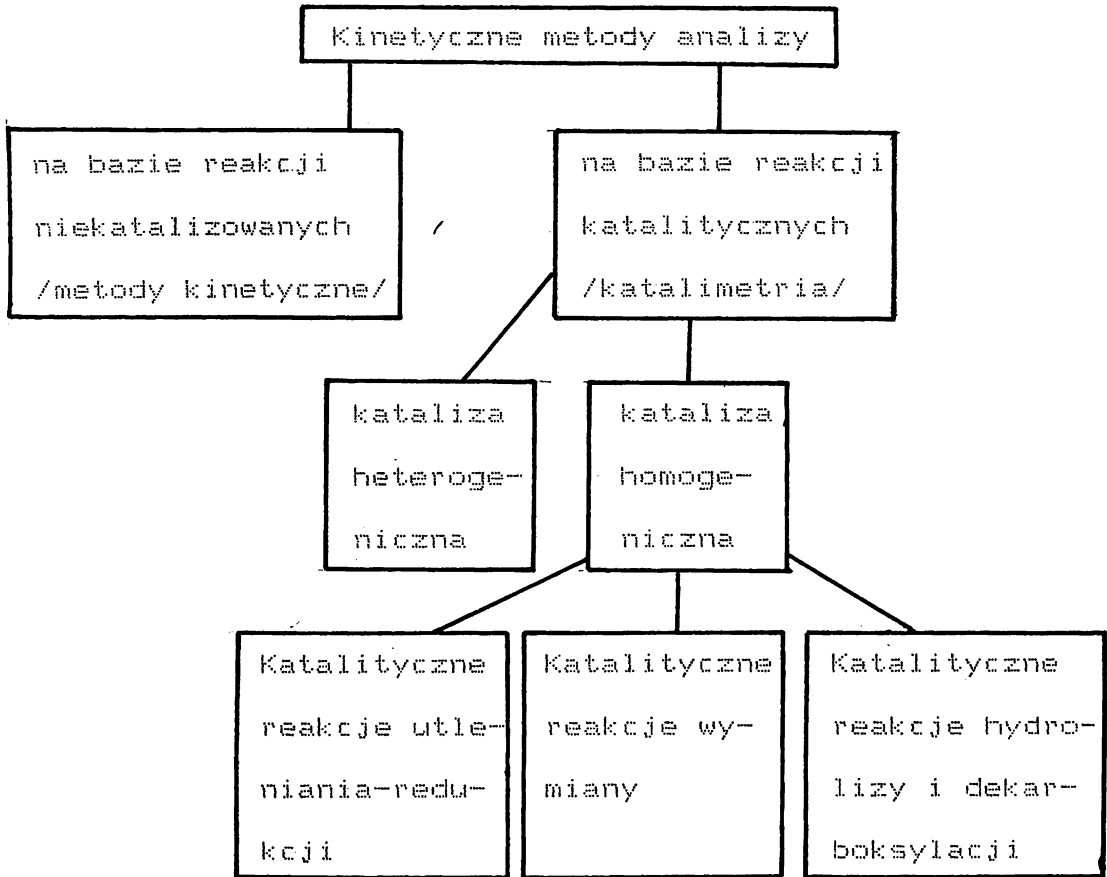 Kinetyczne metody analizy
na bazie reakcji
niekatalizowanych
/metody kinetyczne/
na bazie reakcji
katalitycznych
/katalimetria/
kataliza
heteroge-
niczna
kataliza
homoge-
niczna
Katalityczne
reakcje utle-
niania-redu-
kcji
Katalityczne
reakcje wy-
miany
Katalityczne
reakcje hydro-
lizy i dekar-
boksylacji